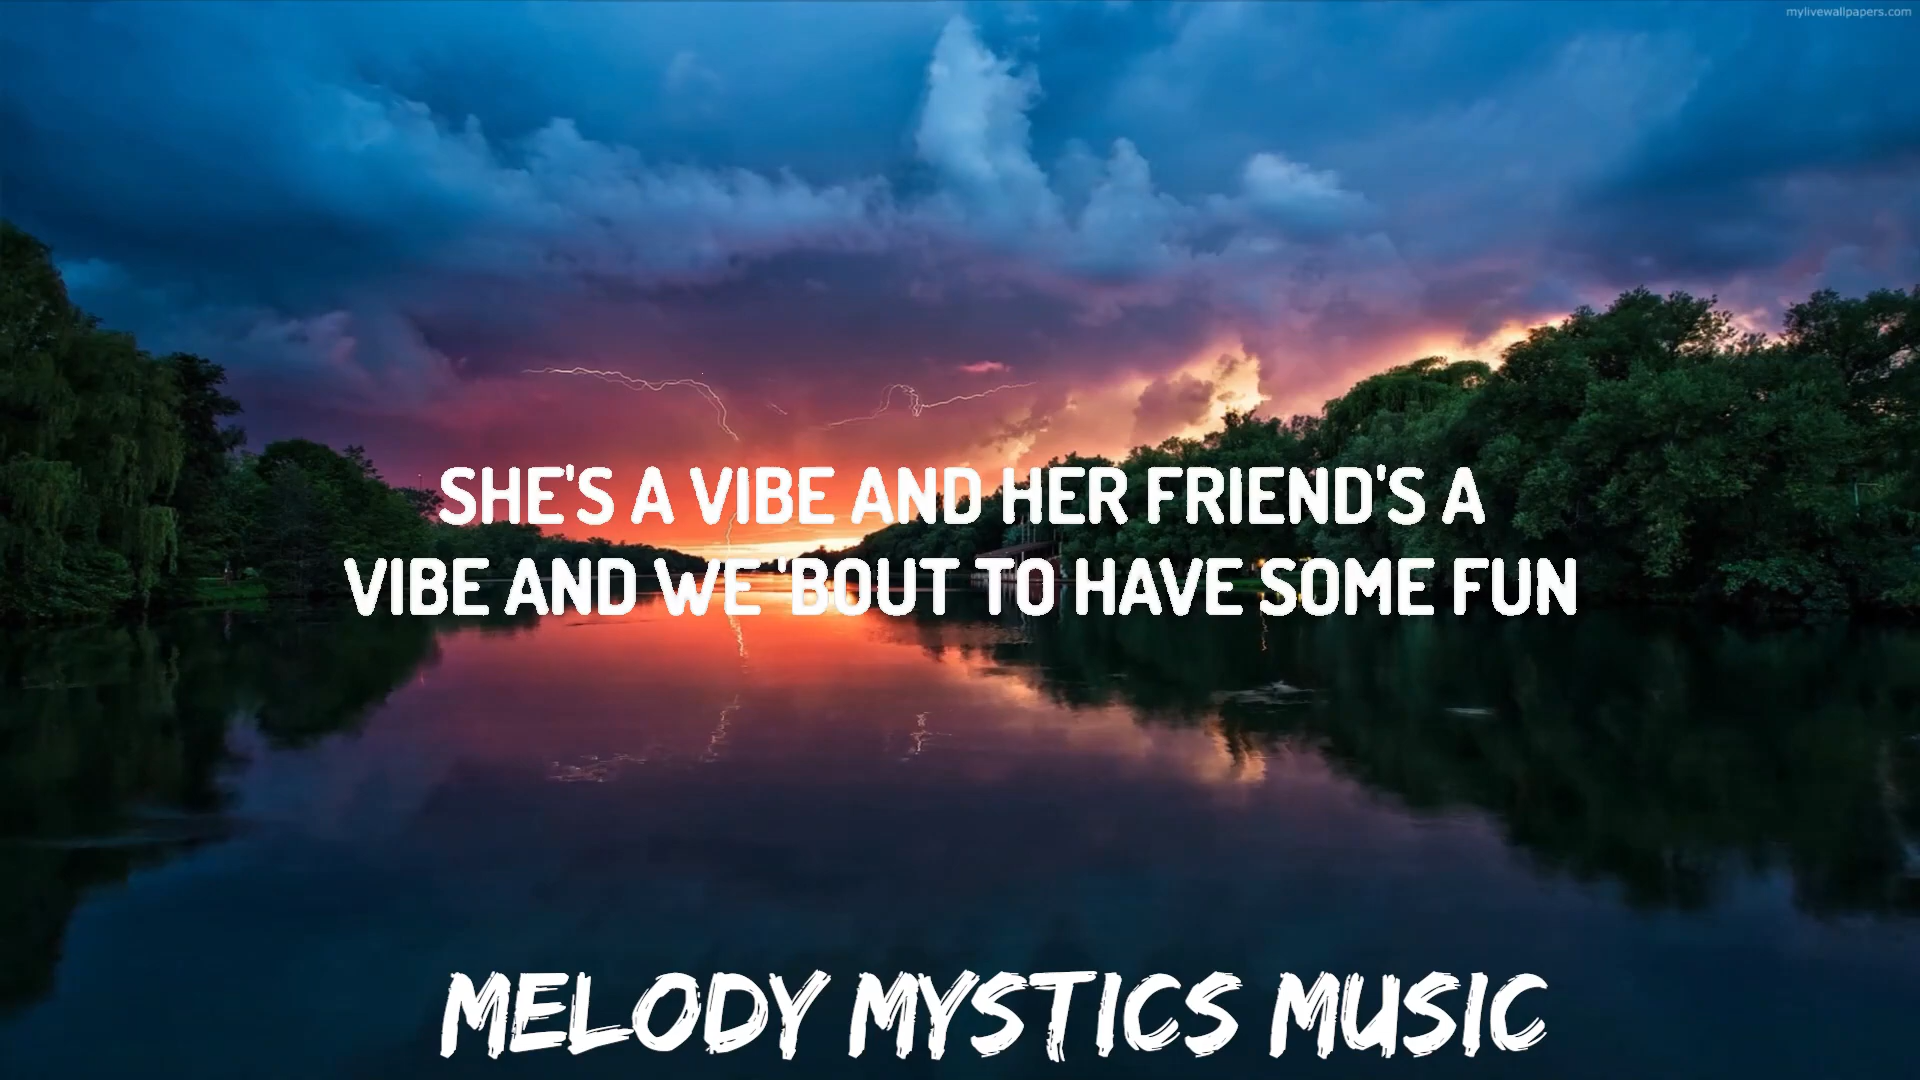 mylivewallpapers.com
SHE'S A VIBE AND HER FRIEND'S A
VIBE AND WE 'BOUT TO HAVE SOME FUN
MELODY MYSTICS MUSIC